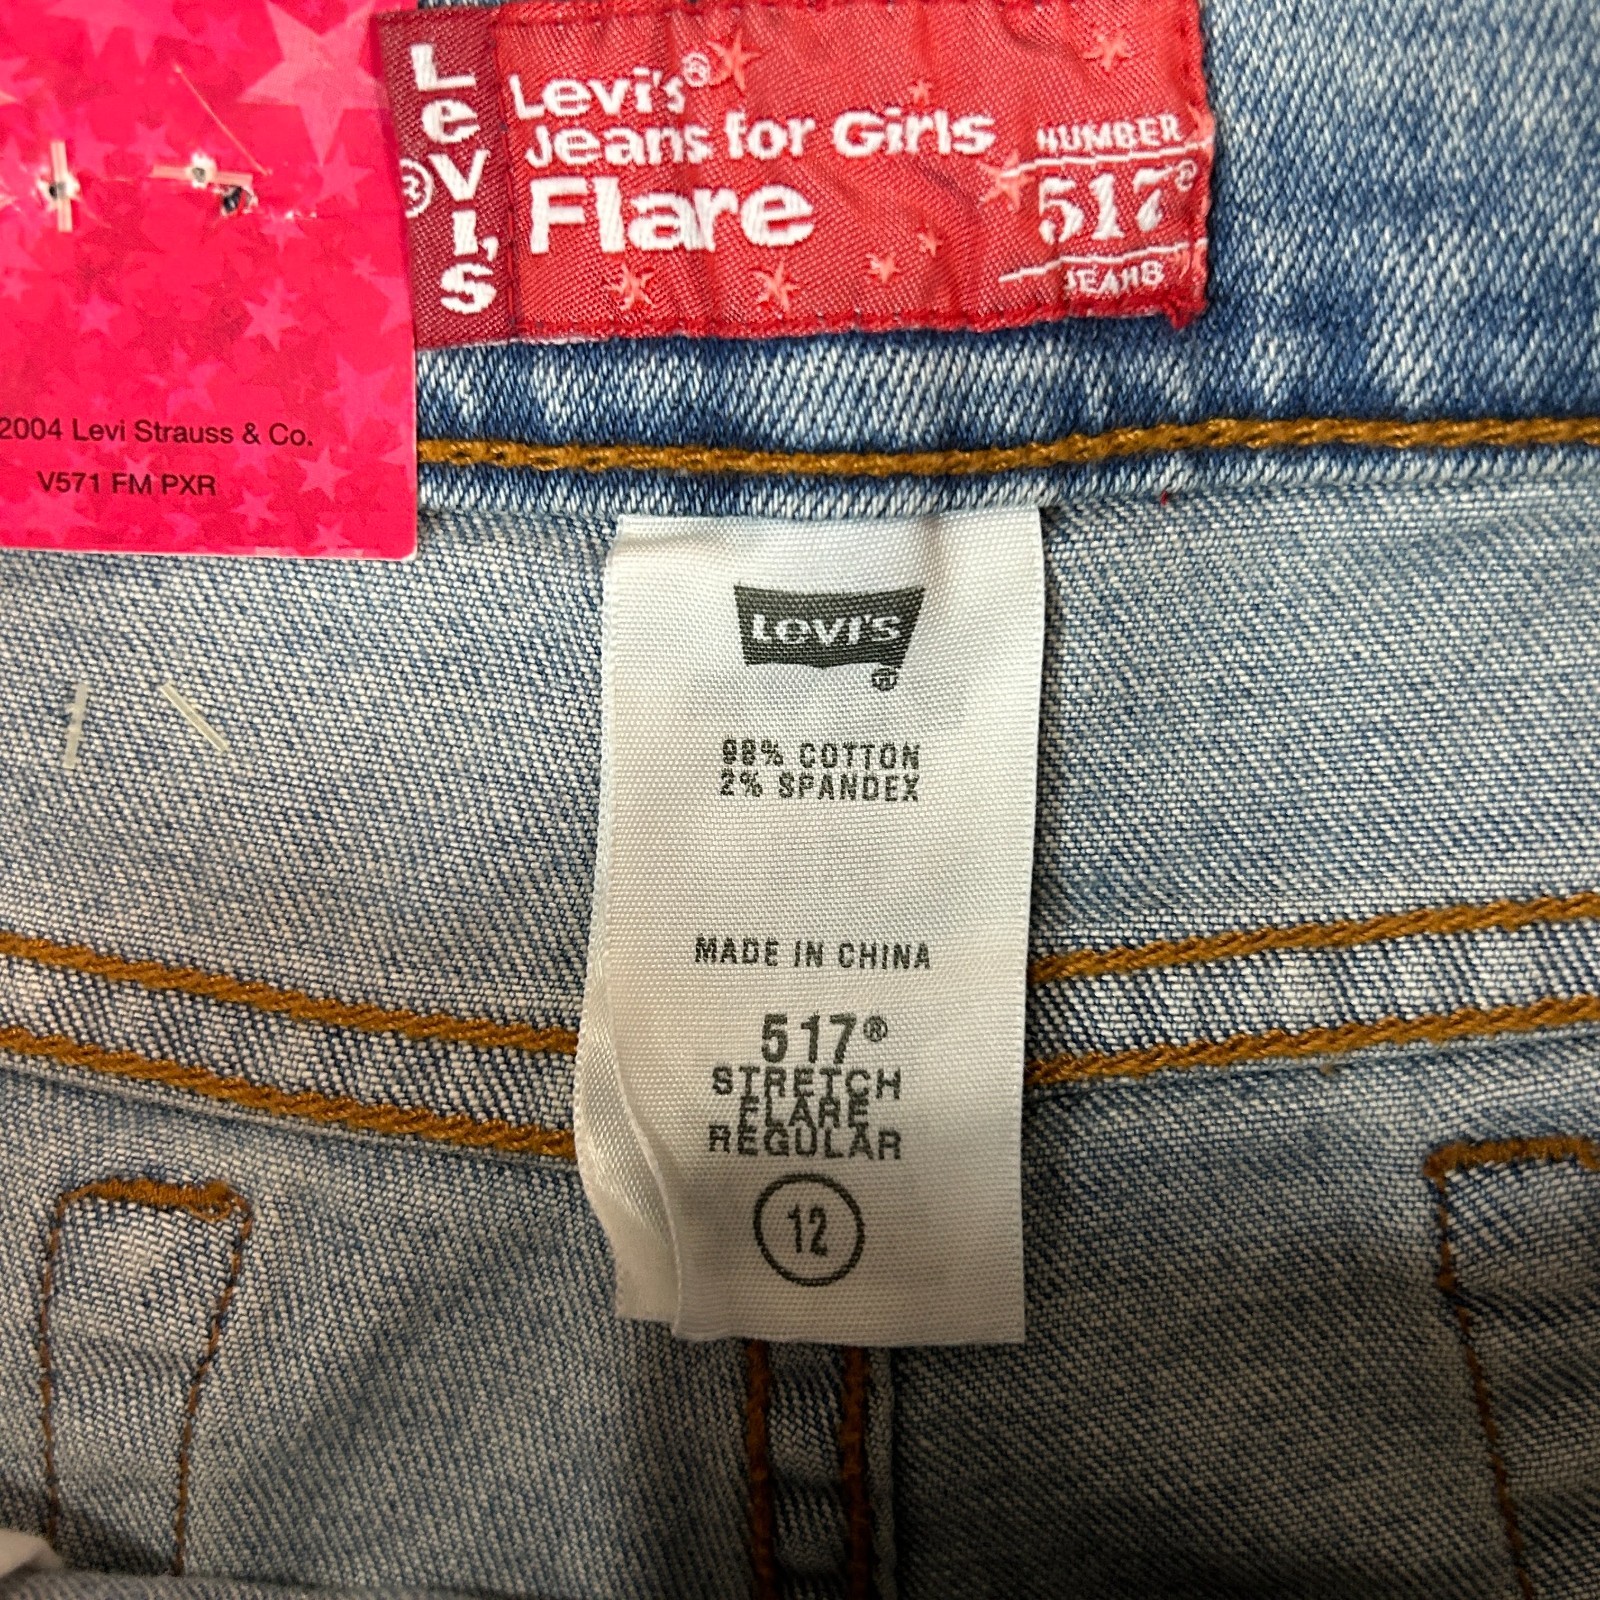 Levi's®
Levi's®
Jeans for Girls
Flare
NUMBER
517®
JEANS
2004 Levi Strauss & Co.
V571 FM PXR
Levi's
®
98% COTTON
2% SPANDEX
MADE IN CHINA
517®
STRETCH
FLARE
REGULAR
12